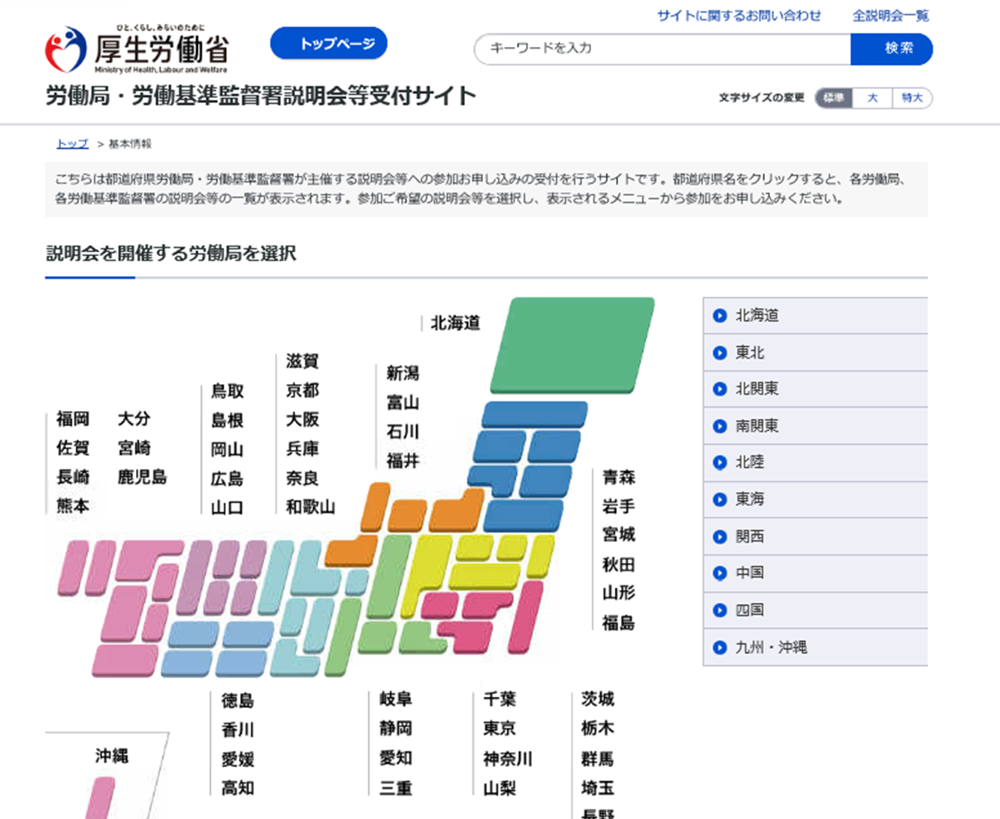 サイトに関するお問い合わせ 全説明会一覧
ひと、くらし、みらいのために
厚生労働省
Ministry of Health, Labour and Welfare
トップページ
キーワードを入力 検索
労働局・労働基準監督署説明会等受付サイト
文字サイズの変更 標準 大 特大
トップ > 基本情報
こちらは都道府県労働局・労働基準監督署が主催する説明会等への参加お申し込みの受付を行うサイトです。都道府県名をクリックすると、各労働局、
各労働基準監督署の説明会等の一覧が表示されます。参加ご希望の説明会等を選択し、表示されるメニューから参加をお申し込みください。
説明会を開催する労働局を選択
北海道
滋賀
京都
大阪
兵庫
奈良
和歌山
新潟
富山
石川
福井
鳥取
島根
岡山
広島
山口
福岡 大分
佐賀 宮崎
長崎 鹿児島
熊本
青森
岩手
宮城
秋田
山形
福島
徳島
香川
愛媛
高知
岐阜
静岡
愛知
三重
千葉
東京
神奈川
山梨
茨城
栃木
群馬
埼玉
長野
沖縄
北海道
東北
北関東
南関東
北陸
東海
関西
中国
四国
九州・沖縄